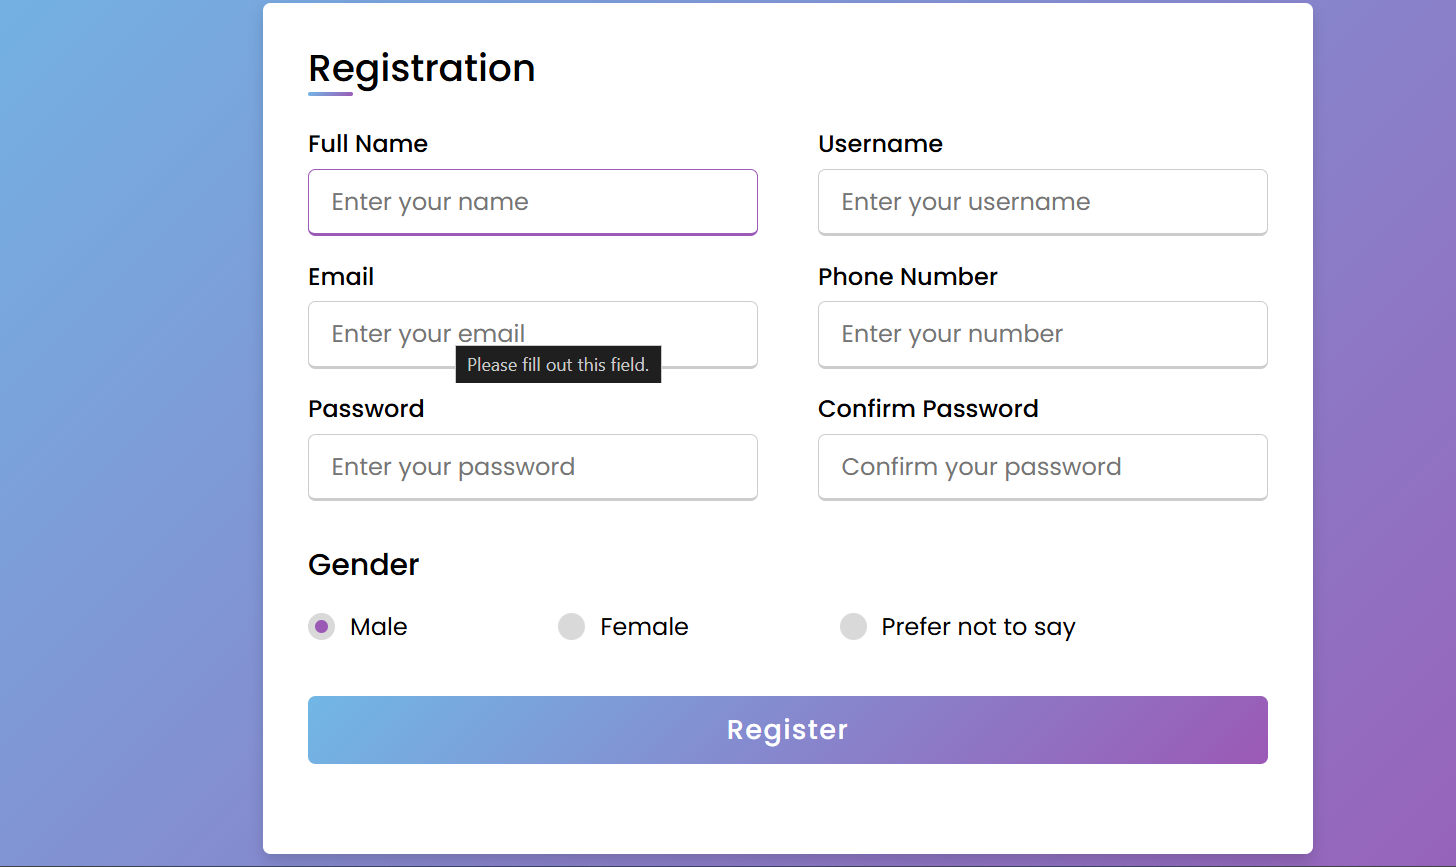 Registration
Full Name
Username
Enter your name
Enter your username
Email
Phone Number
Enter your email
Enter your number
Please fill out this field.
Password
Confirm Password
Enter your password
Confirm your password
Gender
Male
Female
Prefer not to say
Register